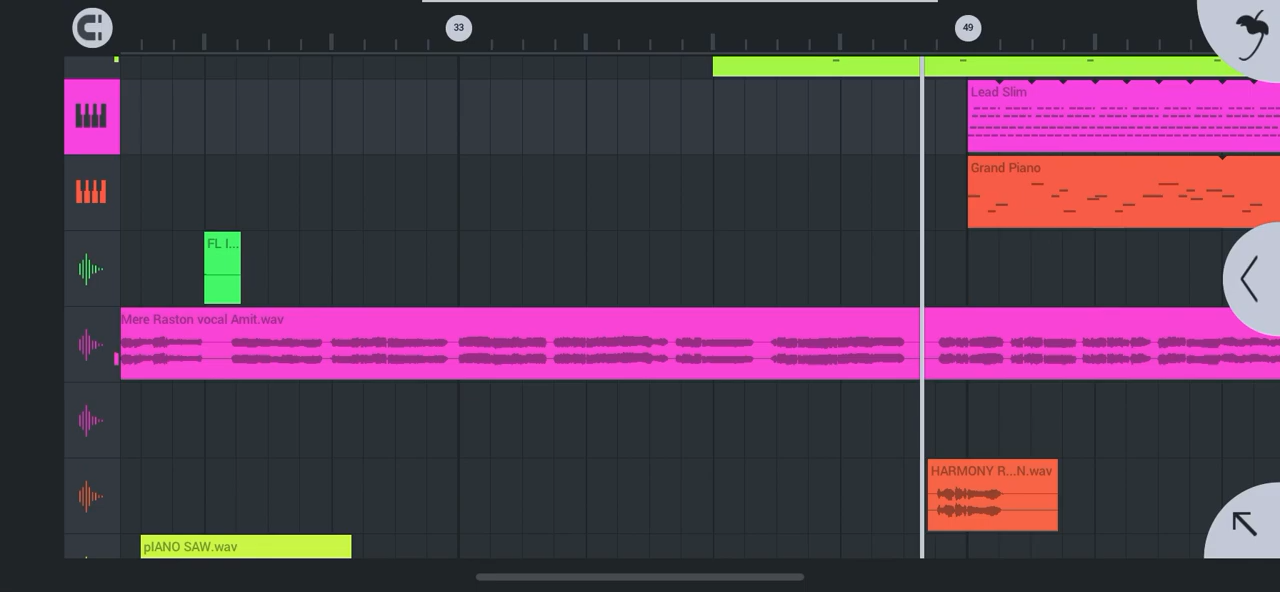 33
49
Lead Slim
Grand Piano
FL I...
Mere Raston vocal Amit.wav
HARMONY R...N.wav
pIANO SAW.wav